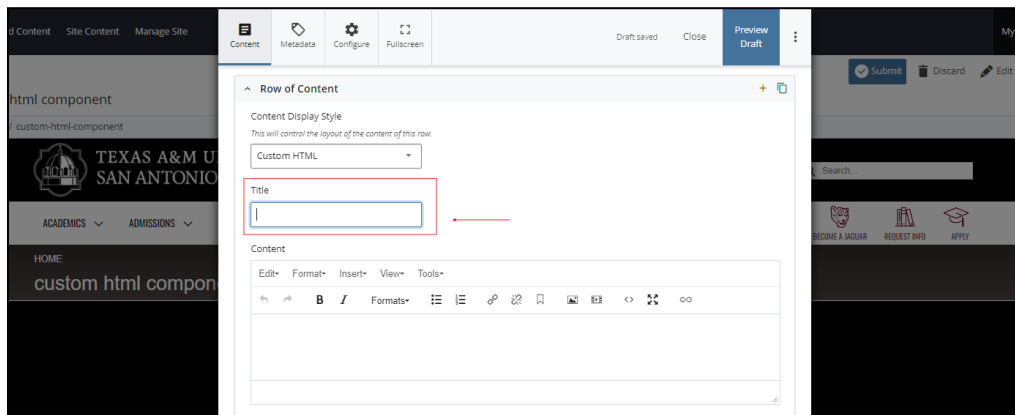 d Content Site Content Manage Site
Content Metadata Configure Fullscreen Draft saved Close Preview Draft
My
Submit Discard Edit
html component
/ custom-html-component
Row of Content
Content Display Style
This will control the layout of the content of this row.
Custom HTML
TEXAS A&M U
SAN ANTONIO
Search...
Title
ACADEMICS ADMISSIONS
BECOME A JAGUAR REQUEST INFO APPLY
Content
HOME
custom html compon
Edit Format Insert View Tools
B I Formats